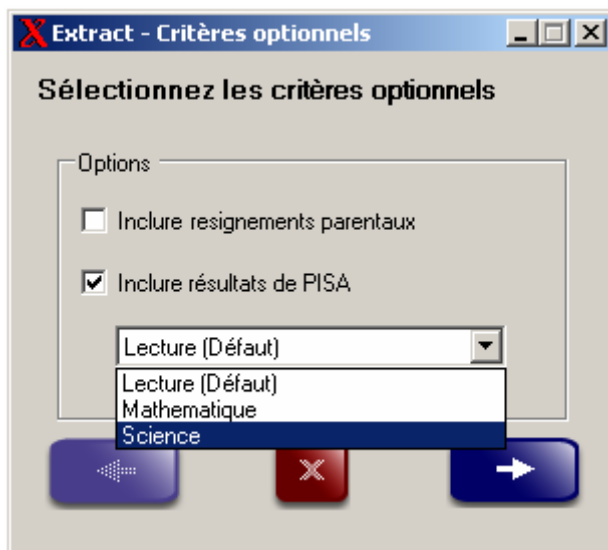 Extract - Critères optionnels
Sélectionnez les critères optionnels
Options
Inclure resignements parentaux
Inclure résultats de PISA
Lecture (Défaut)
Lecture (Défaut)
Mathematique
Science